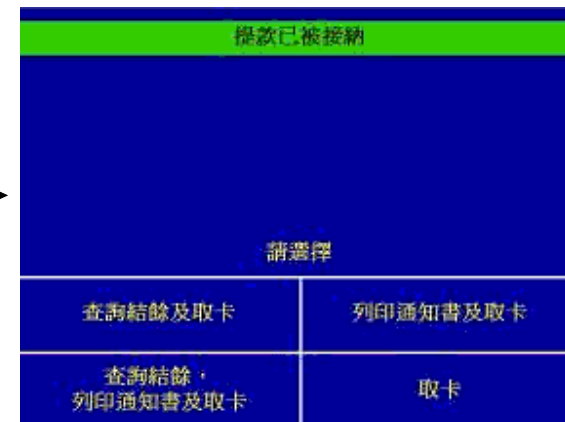 提款已被接納
請選擇
查詢結餘及取卡
列印通知書及取卡
查詢結餘，
列印通知書及取卡
取卡